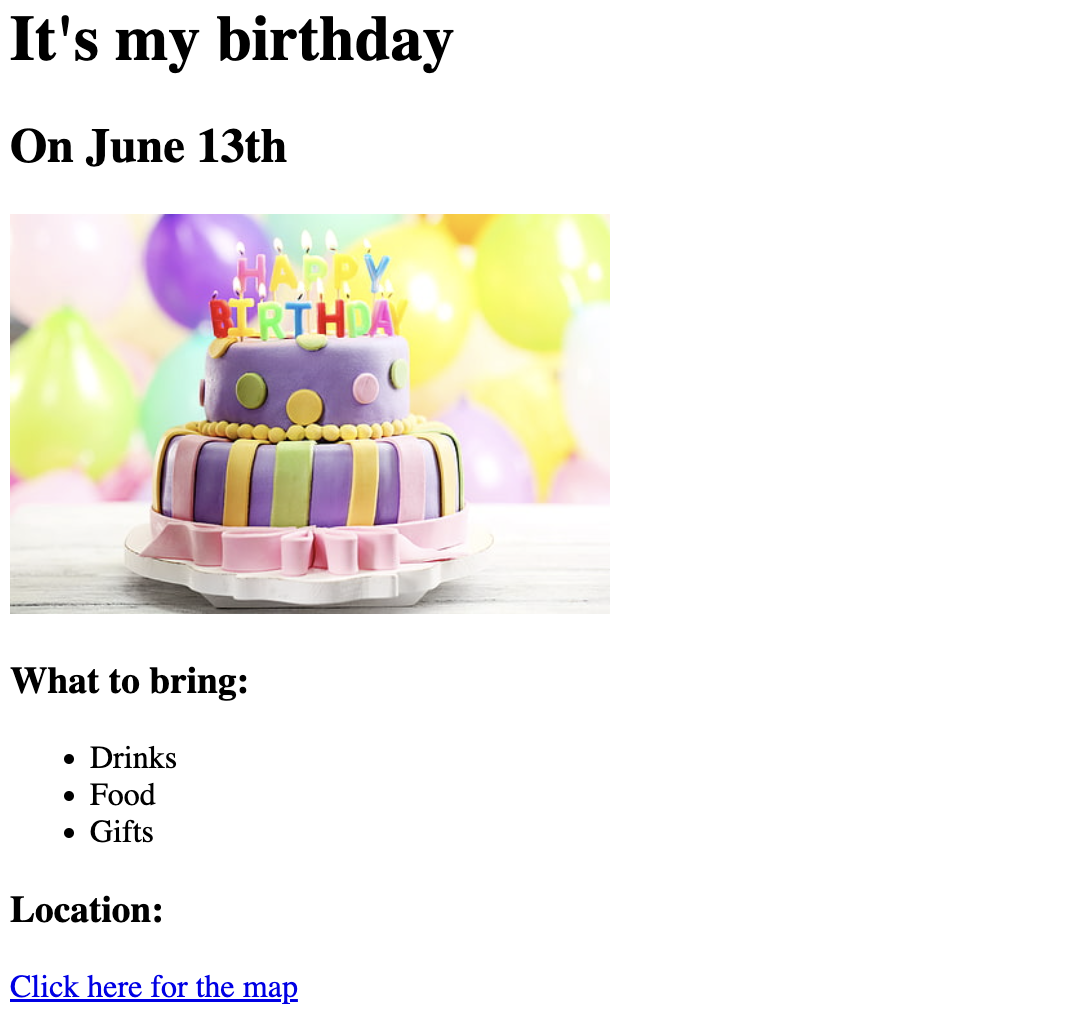 It's my birthday
On June 13th
HAPPY
BIRTHDAY
What to bring:
Drinks
Food
Gifts
Location:
Click here for the map